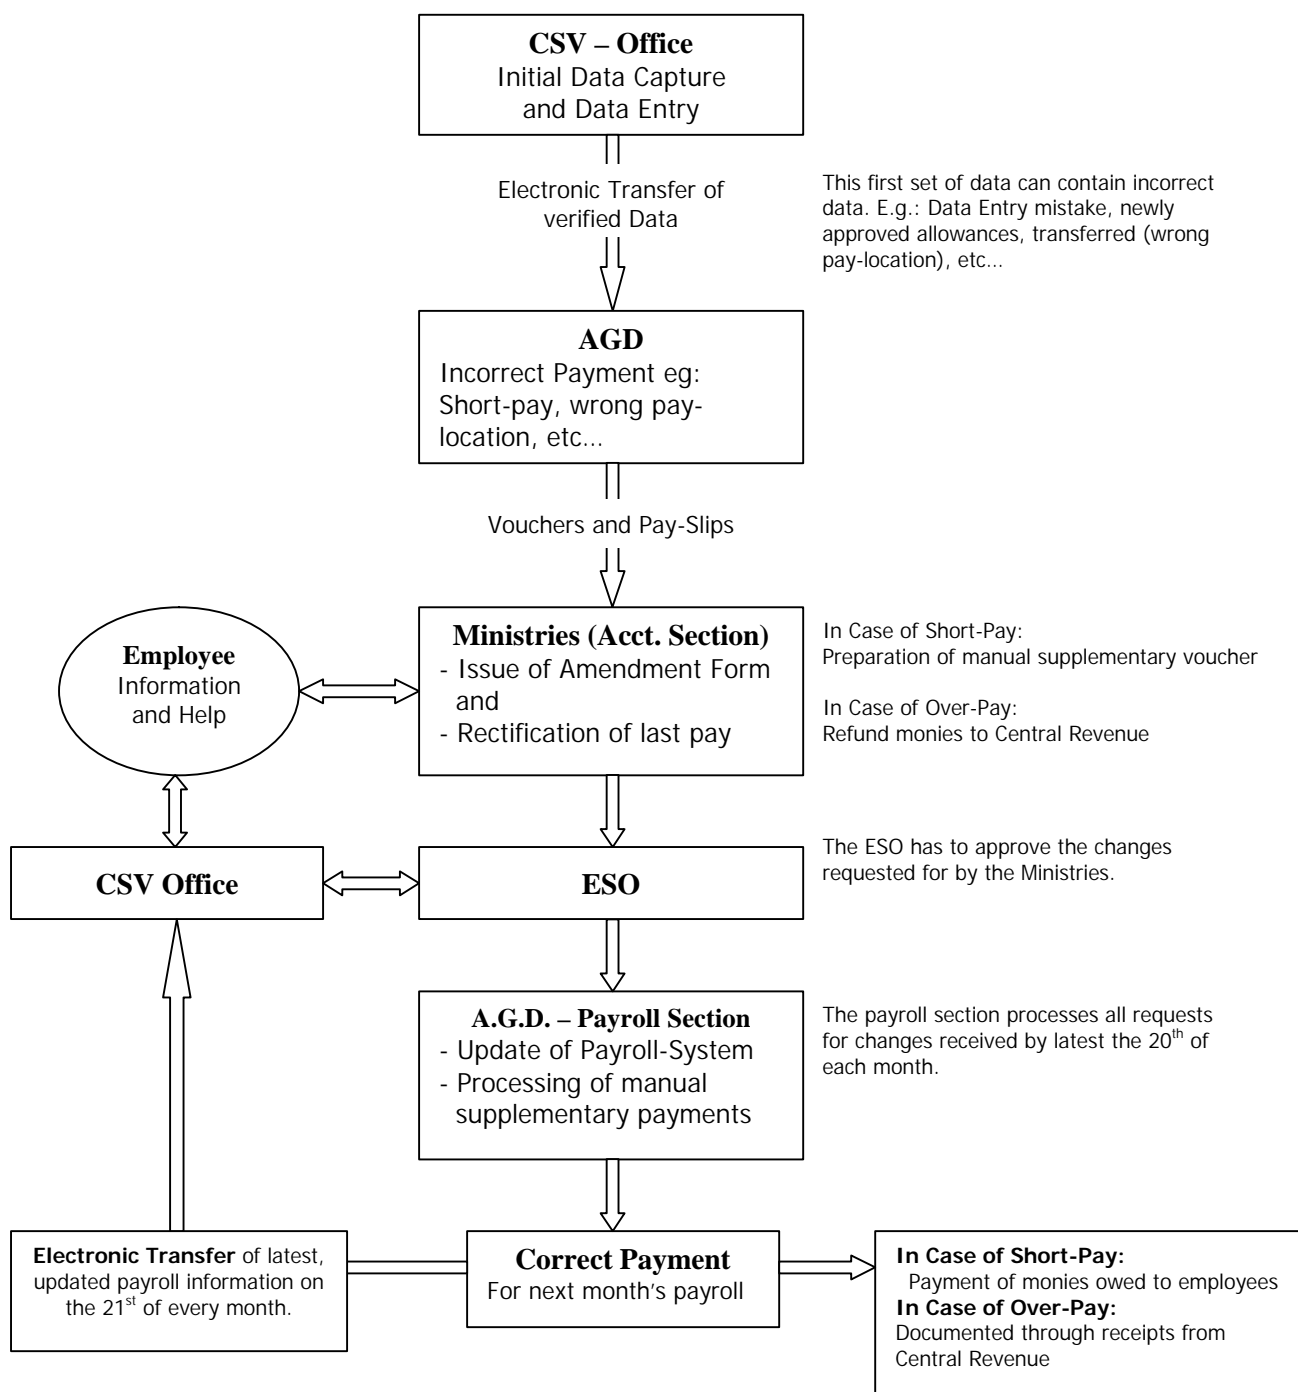 CSV – Office
Initial Data Capture
and Data Entry
Electronic Transfer of
verified Data
This first set of data can contain incorrect
data. E.g.: Data Entry mistake, newly
approved allowances, transferred (wrong
pay-location), etc...
AGD
Incorrect Payment eg:
Short-pay, wrong pay-
location, etc...
Vouchers and Pay-Slips
Employee
Information
and Help
Ministries (Acct. Section)
- Issue of Amendment Form
and
- Rectification of last pay
In Case of Short-Pay:
Preparation of manual supplementary voucher
In Case of Over-Pay:
Refund monies to Central Revenue
CSV Office
ESO
The ESO has to approve the changes
requested for by the Ministries.
A.G.D. – Payroll Section
- Update of Payroll-System
- Processing of manual
supplementary payments
The payroll section processes all requests
for changes received by latest the 20th of
each month.
Electronic Transfer of latest,
updated payroll information on
the 21st of every month.
Correct Payment
For next month's payroll
In Case of Short-Pay:
Payment of monies owed to employees
In Case of Over-Pay:
Documented through receipts from
Central Revenue